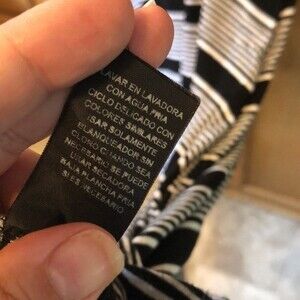 LAVAR EN LAVADORA
CON AGUA FRIA
CICLO DELICADO CON
COLORES SIMILARES
USAR SOLAMENTE
BLANQUEADOR SIN
CLORO CUANDO SEA
NECESARIO SE PUEDE
USAR SECADORA
BAJA PLANCHA FRIA
SI ES NECESARIO